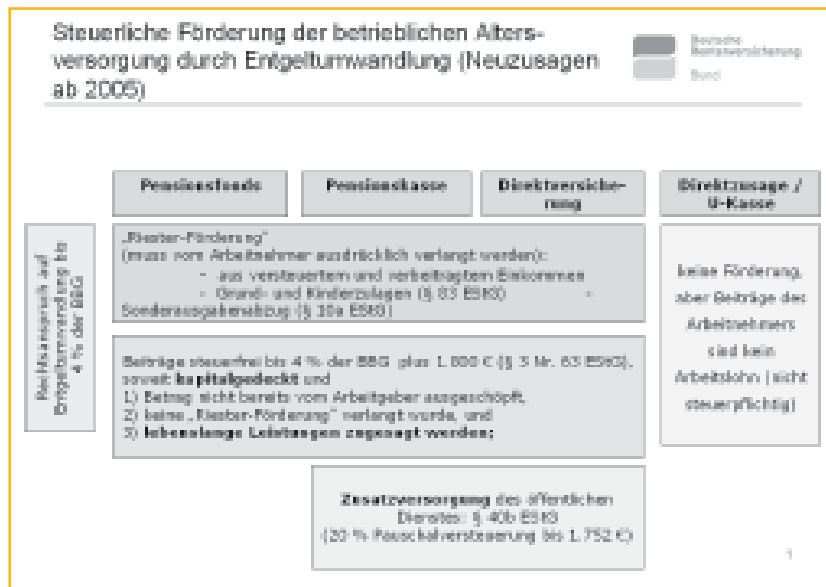 Steuerliche Förderung der betrieblichen Alters-
versorgung durch Entgeltumwandlung (Neuzusagen
ab 2005)
Deutsche
Rentenversicherung
Bund
Pensionsfonds
Pensionskasse
Direktversiche-
rung
Direktzusage /
U-Kasse
Rechtsanspruch auf
Entgeltumwandlung bis
4 % der BBG
„Riester-Förderung"
(muss vom Arbeitnehmer ausdrücklich verlangt werden):
- aus versteuertem und verbeitragtem Einkommen
- Grund- und Kinderzulagen (§ 83 EStG) -
Sonderausgabenabzug (§ 10a EStG)
keine Förderung,
aber Beiträge des
Arbeitnehmers
sind kein
Arbeitslohn (nicht
steuerpflichtig)
Beiträge steuerfrei bis 4 % der BBG plus 1.800 € (§ 3 Nr. 63 EStG),
soweit kapitalgedeckt und
1) Betrag nicht bereits vom Arbeitgeber ausgeschöpft,
2) keine „Riester-Förderung" verlangt wurde, und
3) lebenslange Leistungen zugesagt werden;
Zusatzversorgung des öffentlichen
Dienstes: § 40b EStG
(20 % Pauschalversteuerung bis 1.752 €)
1